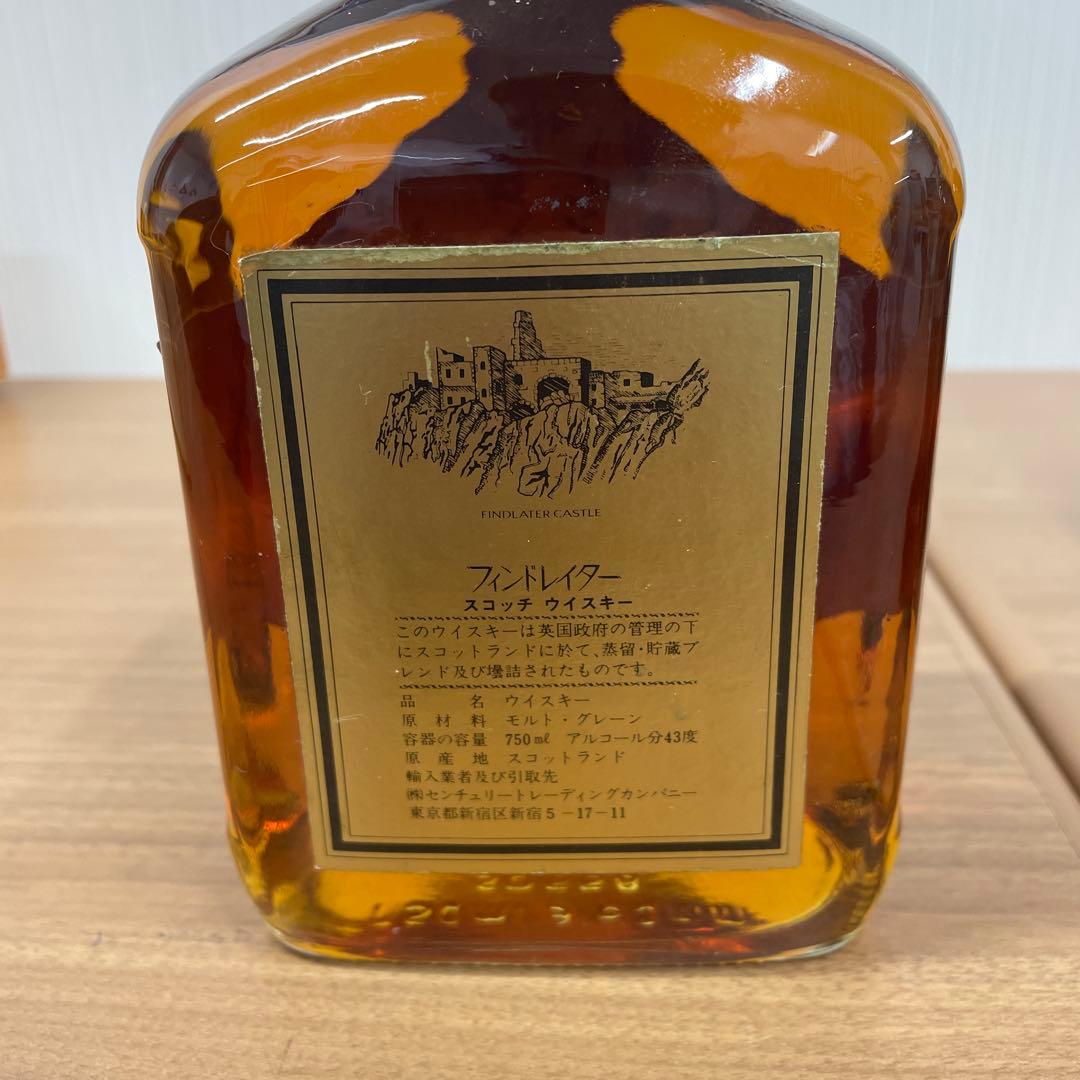 FINDLATER CASTLE
フィンドレイター
スコッチ ウイスキー
このウイスキーは英国政府の管理の下
にスコットランドに於て、蒸留・貯蔵ブ
レンド及び壜詰されたものです。
品名 ウイスキー
原材料 モルト・グレーン
容器の容量 750㎖ アルコール分43度
原産地 スコットランド
輸入業者及び引取先
㈱センチュリートレーディングカンパニー
東京都新宿区新宿5-17-11